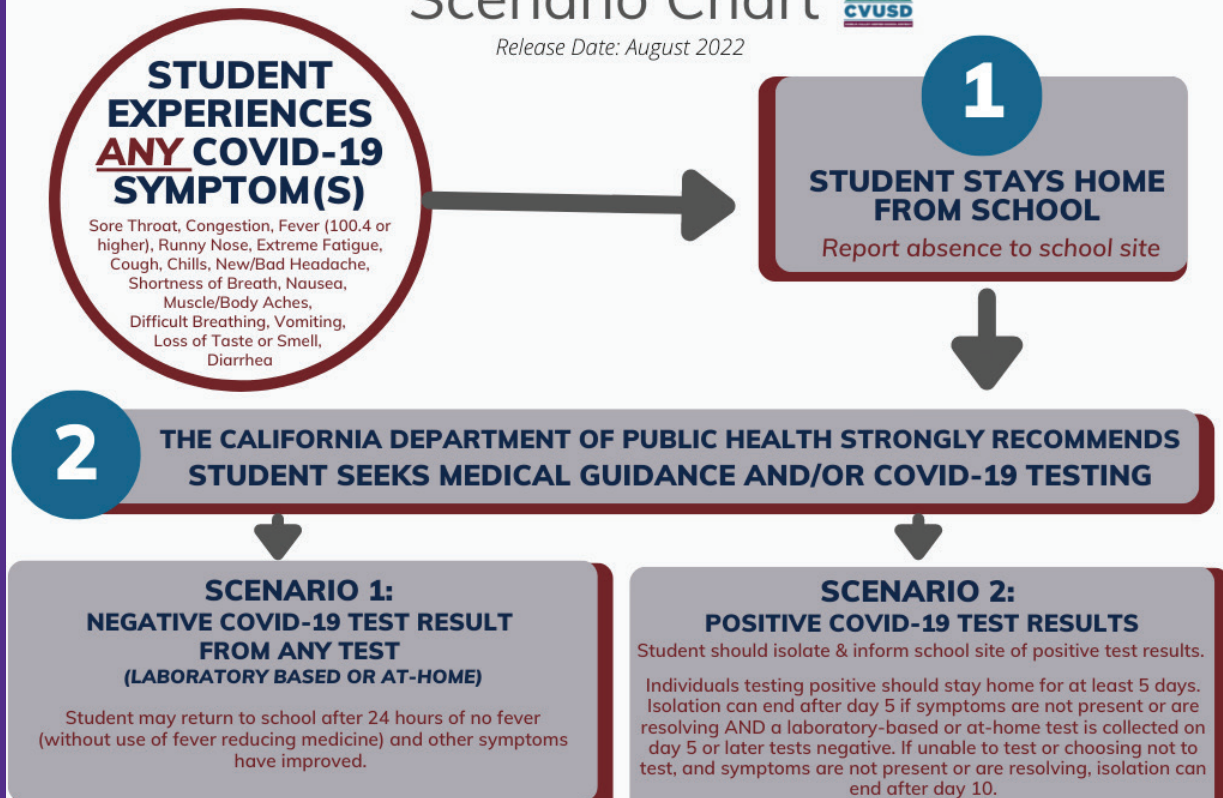 Scenario Chart
CVUSD
Release Date: August 2022
STUDENT
EXPERIENCES
ANY COVID-19
SYMPTOM(S)
Sore Throat, Congestion, Fever (100.4 or
higher), Runny Nose, Extreme Fatigue,
Cough, Chills, New/Bad Headache,
Shortness of Breath, Nausea,
Muscle/Body Aches,
Difficult Breathing, Vomiting,
Loss of Taste or Smell,
Diarrhea
1
STUDENT STAYS HOME
FROM SCHOOL
Report absence to school site
2
THE CALIFORNIA DEPARTMENT OF PUBLIC HEALTH STRONGLY RECOMMENDS
STUDENT SEEKS MEDICAL GUIDANCE AND/OR COVID-19 TESTING
SCENARIO 1:
NEGATIVE COVID-19 TEST RESULT
FROM ANY TEST
(LABORATORY BASED OR AT-HOME)
Student may return to school after 24 hours of no fever
(without use of fever reducing medicine) and other symptoms
have improved.
SCENARIO 2:
POSITIVE COVID-19 TEST RESULTS
Student should isolate & inform school site of positive test results.
Individuals testing positive should stay home for at least 5 days.
Isolation can end after day 5 if symptoms are not present or are
resolving AND a laboratory-based or at-home test is collected on
day 5 or later tests negative. If unable to test or choosing not to
test, and symptoms are not present or are resolving, isolation can
end after day 10.